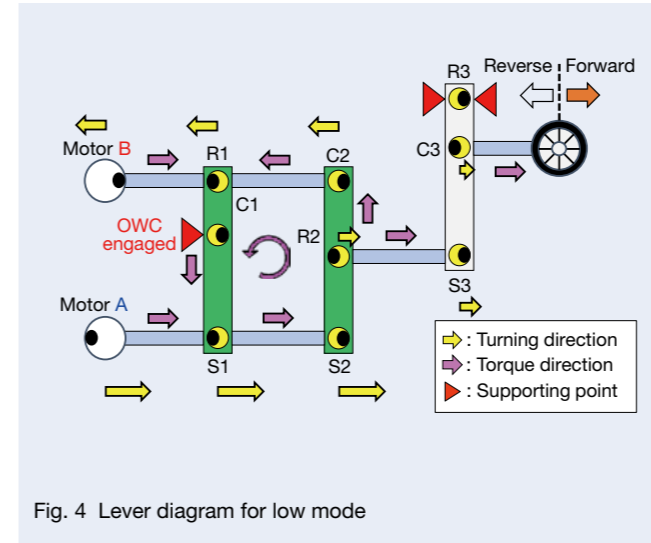 R3
Reverse
Forward
Motor B
R1
C2
C3
C1
OWC
engaged
R2
Motor A
S3
S1
S2
: Turning direction
: Torque direction
: Supporting point
Fig. 4 Lever diagram for low mode